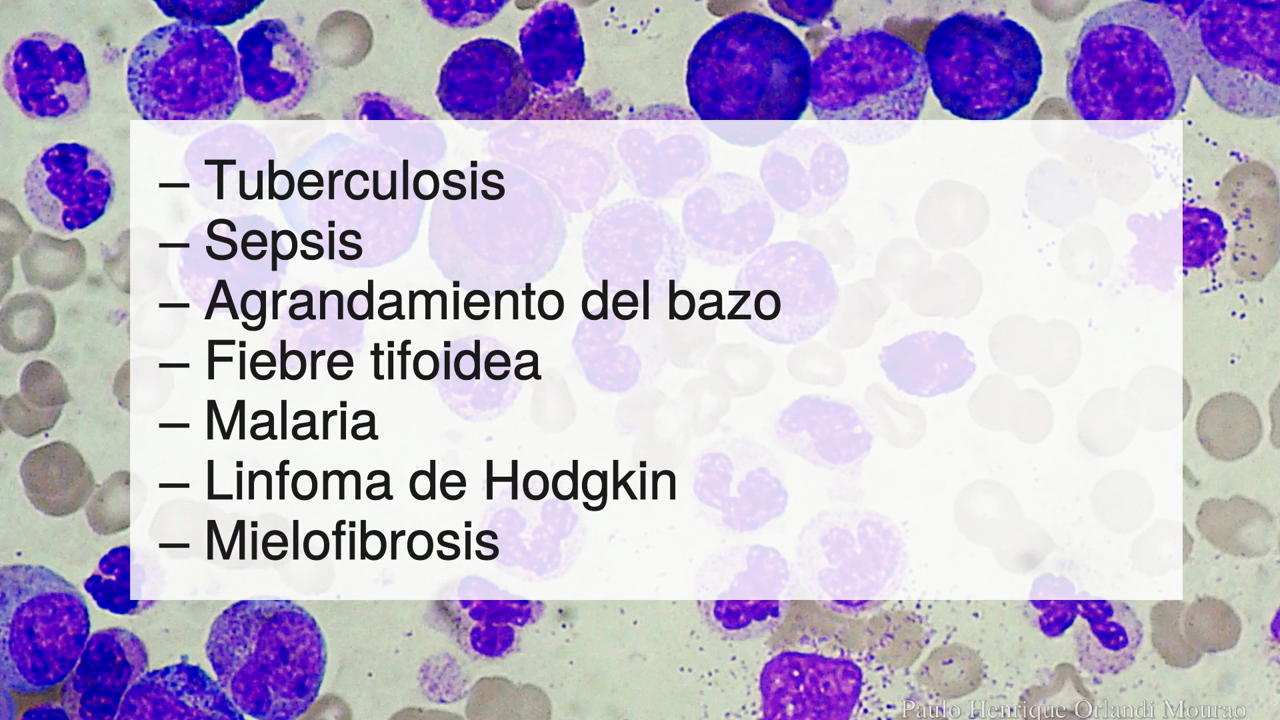 – Tuberculosis
– Sepsis
– Agrandamiento del bazo
– Fiebre tifoidea
– Malaria
– Linfoma de Hodgkin
– Mielofibrosis
Paulo Henrique Orlandi Mourao